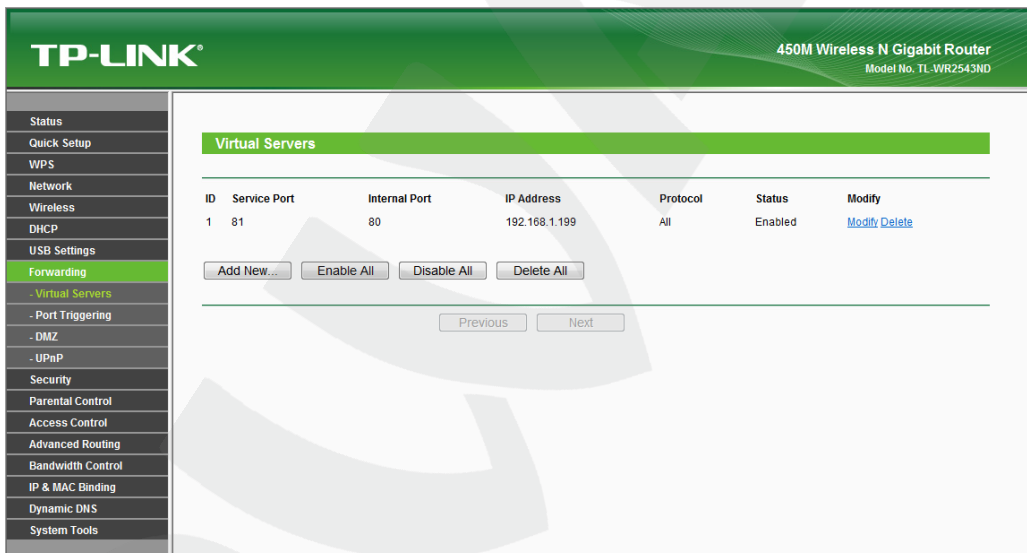 TP-LINK®
450M Wireless N Gigabit Router
Model No. TL-WR2543ND
Status
Quick Setup
WPS
Network
Wireless
DHCP
USB Settings
Forwarding
- Virtual Servers
- Port Triggering
- DMZ
- UPnP
Security
Parental Control
Access Control
Advanced Routing
Bandwidth Control
IP & MAC Binding
Dynamic DNS
System Tools
Virtual Servers
ID Service Port Internal Port IP Address Protocol Status Modify
1 81 80 192.168.1.199 All Enabled Modify Delete
Add New... Enable All Disable All Delete All
Previous Next